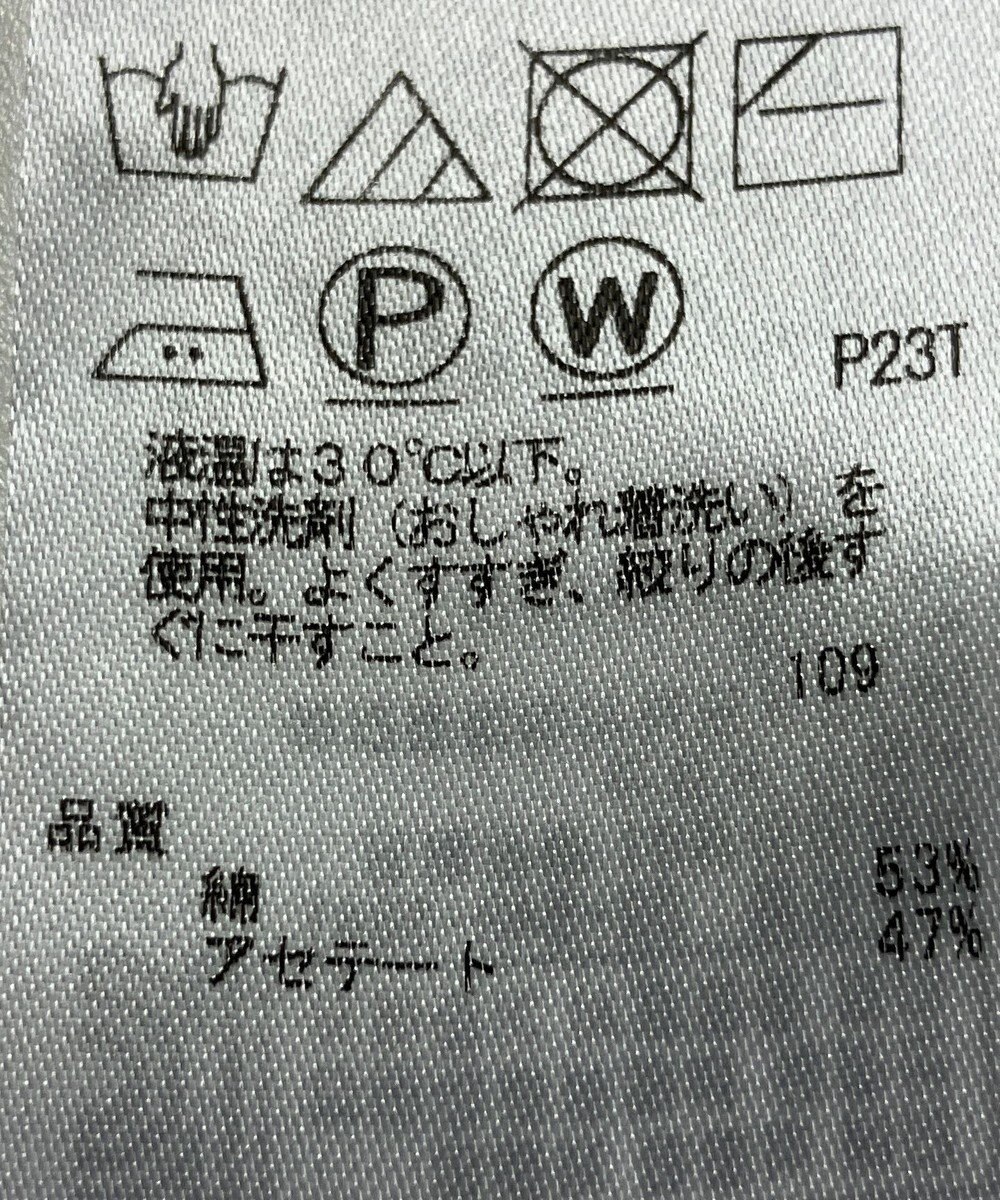 P W
P23T
液温は30℃以下。
中性洗剤(おしゃれ着洗い)を
使用。よくすすぎ、絞りの後す
ぐに干すこと。
109
品質
綿 53%
アセテート 47%